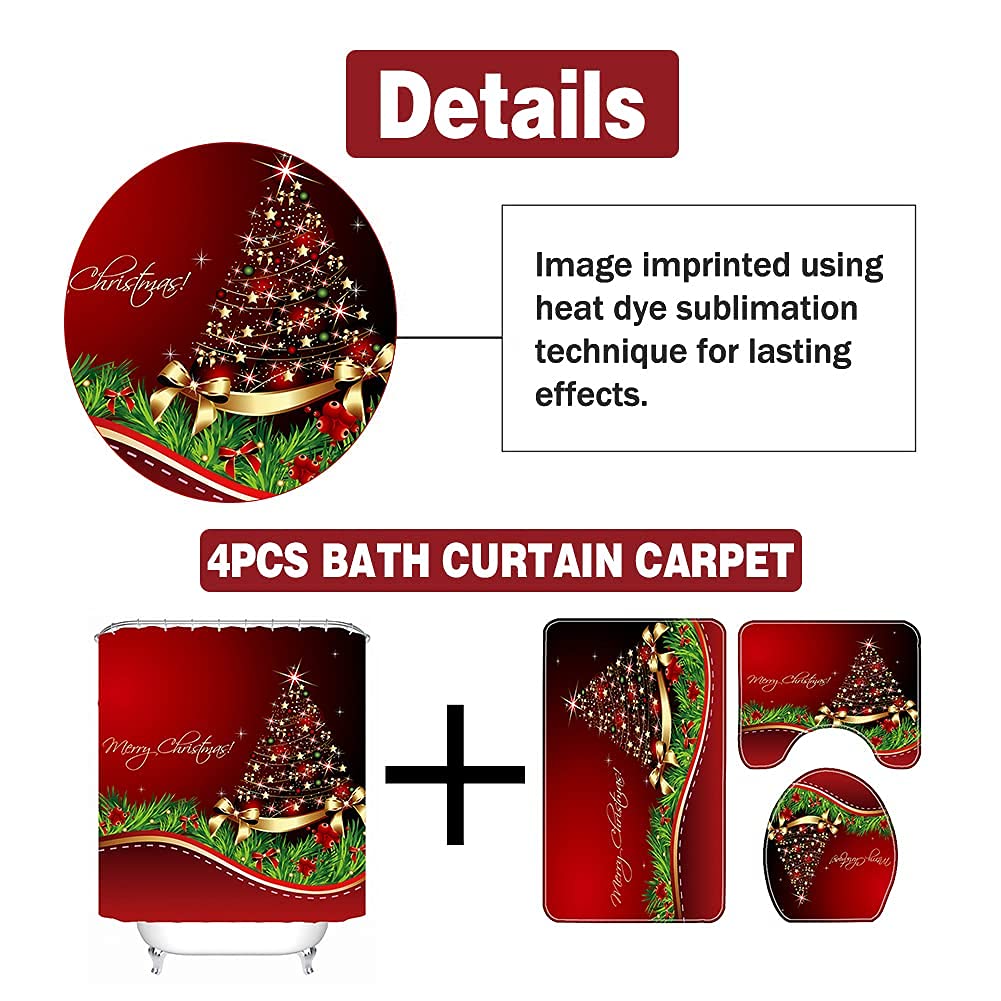 Details
Christmas!
Image imprinted using
heat dye sublimation
technique for lasting
effects.
4PCS BATH CURTAIN CARPET
Merry Christmas!
Merry Christmas!
Merry Christmas!
Merry Christmas!